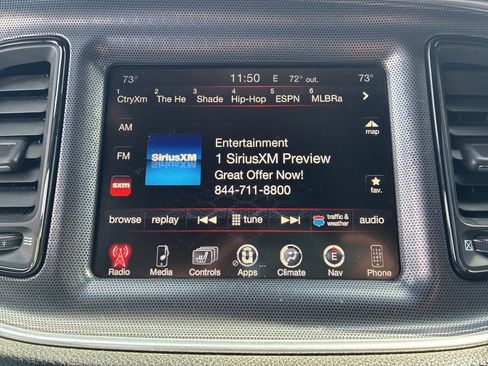 73° 11:50 E 72° out. 73°
1 CtryXm 2 The He 3 Shade 4 Hip-Hop 5 ESPN 6 MLBRa
AM
map
FM
SiriusXM
Entertainment
1 SiriusXM Preview
Great Offer Now!
844-711-8800
sxm
fav.
browse replay tune traffic & weather audio
Radio Media Controls Apps Climate Nav Phone